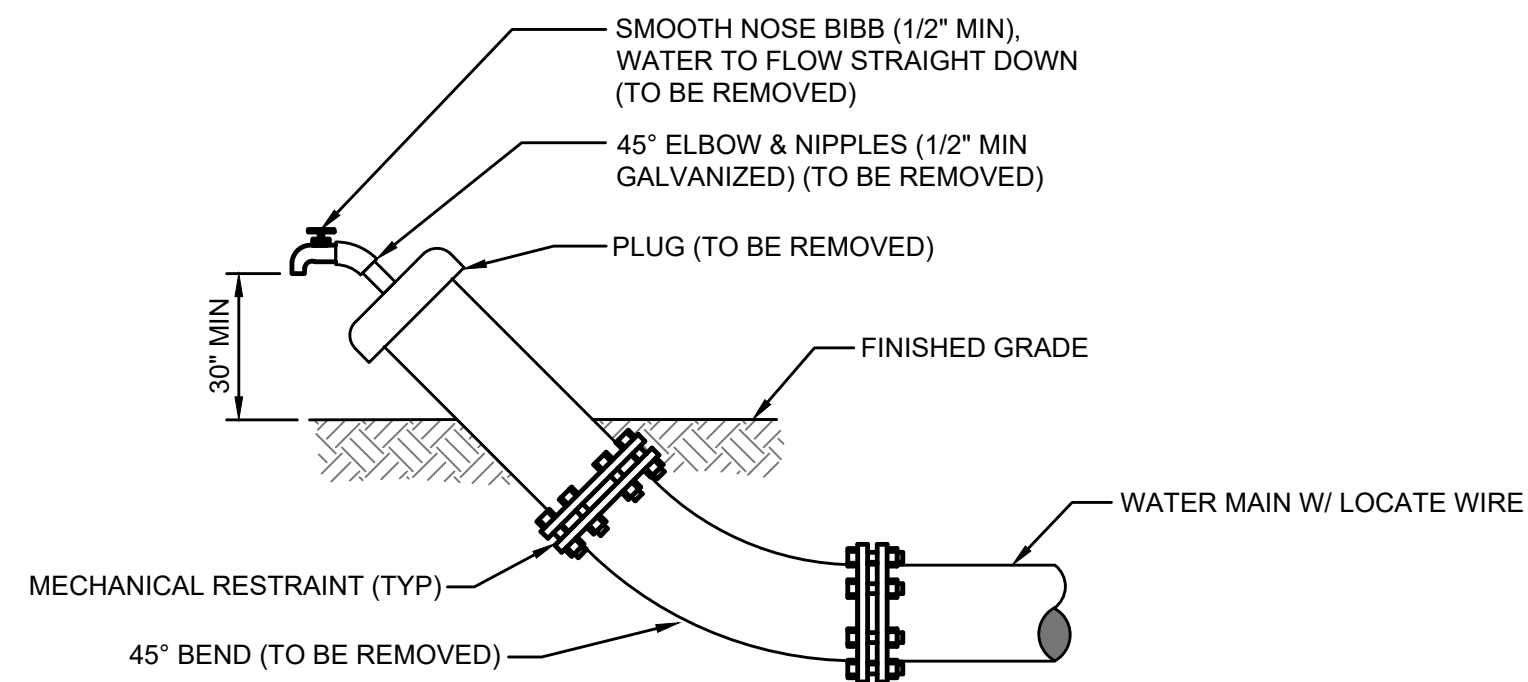 SMOOTH NOSE BIBB (1/2" MIN),
WATER TO FLOW STRAIGHT DOWN
(TO BE REMOVED)
45° ELBOW & NIPPLES (1/2" MIN
GALVANIZED) (TO BE REMOVED)
PLUG (TO BE REMOVED)
30" MIN
FINISHED GRADE
WATER MAIN W/ LOCATE WIRE
MECHANICAL RESTRAINT (TYP)
45° BEND (TO BE REMOVED)